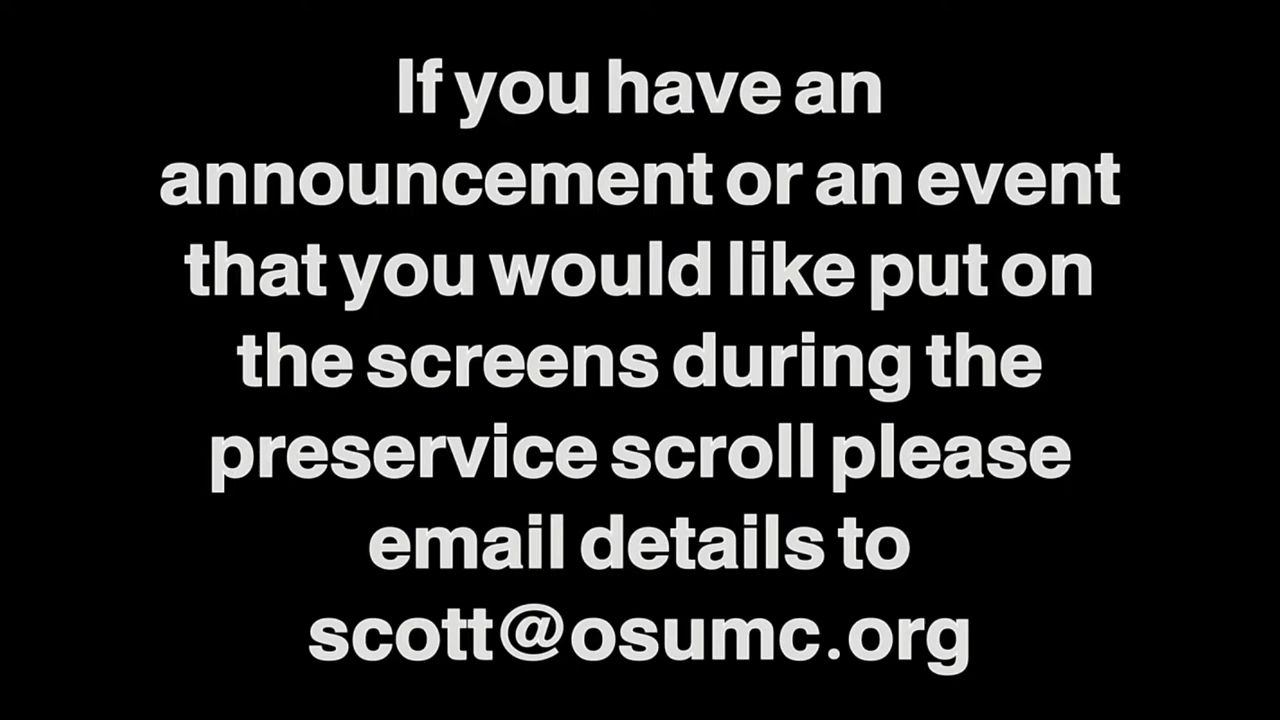 If you have an
announcement or an event
that you would like put on
the screens during the
preservice scroll please
email details to
scott@osumc.org